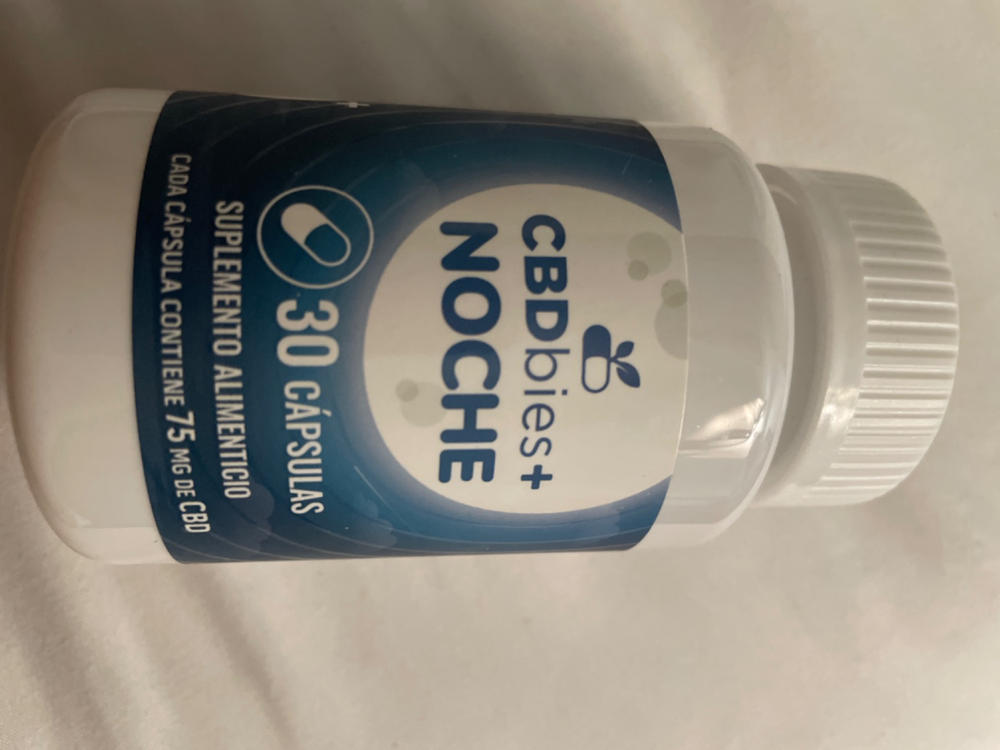 CBDbies+
NOCHE
30 CÁPSULAS
SUPLEMENTO ALIMENTICIO
CADA CÁPSULA CONTIENE 75 MG DE CBD